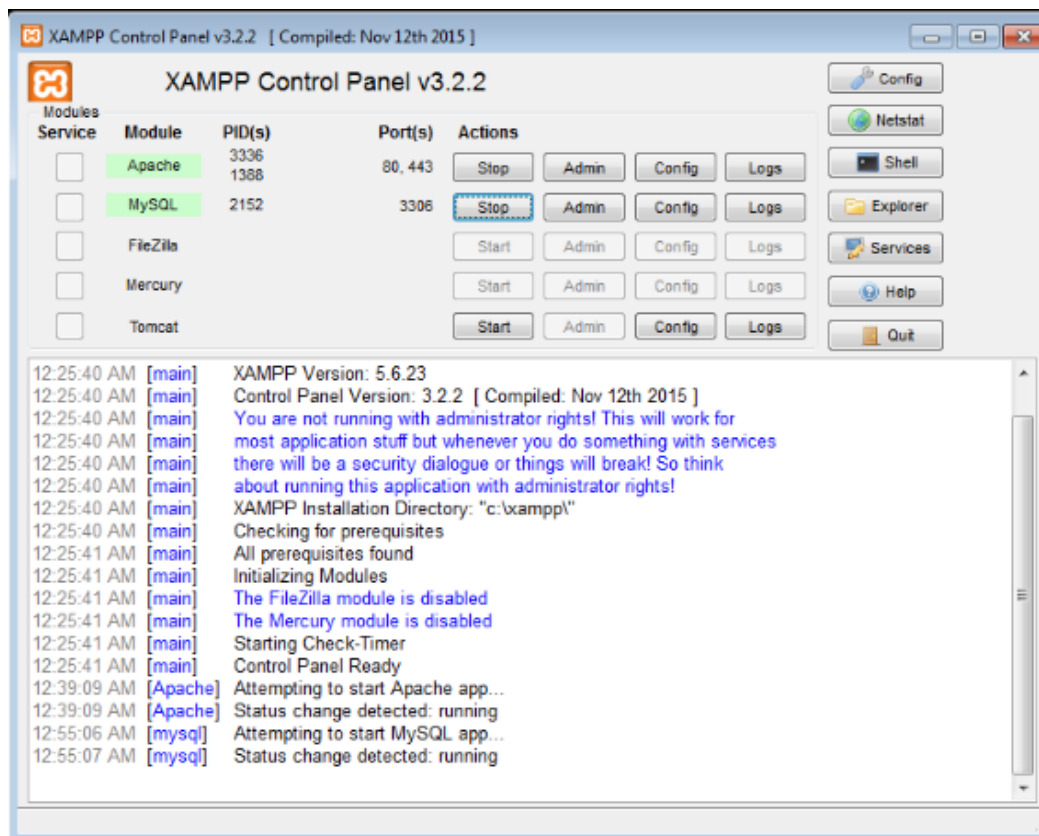 XAMPP Control Panel v3.2.2 [ Compiled: Nov 12th 2015 ]
XAMPP Control Panel v3.2.2
Config
Modules
Service Module PID(s) Port(s) Actions
Netstat
Apache 3336 1388 80, 443 Stop Admin Config Logs
Shell
MySQL 2152 3306 Stop Admin Config Logs
Explorer
FileZilla Start Admin Config Logs
Services
Mercury Start Admin Config Logs
Help
Tomcat Start Admin Config Logs
Quit
12:25:40 AM [main] XAMPP Version: 5.6.23
12:25:40 AM [main] Control Panel Version: 3.2.2 [ Compiled: Nov 12th 2015 ]
12:25:40 AM [main] You are not running with administrator rights! This will work for
12:25:40 AM [main] most application stuff but whenever you do something with services
12:25:40 AM [main] there will be a security dialogue or things will break! So think
12:25:40 AM [main] about running this application with administrator rights!
12:25:40 AM [main] XAMPP Installation Directory: "c:\xampp\"
12:25:40 AM [main] Checking for prerequisites
12:25:41 AM [main] All prerequisites found
12:25:41 AM [main] Initializing Modules
12:25:41 AM [main] The FileZilla module is disabled
12:25:41 AM [main] The Mercury module is disabled
12:25:41 AM [main] Starting Check-Timer
12:25:41 AM [main] Control Panel Ready
12:39:09 AM [Apache] Attempting to start Apache app...
12:39:09 AM [Apache] Status change detected: running
12:55:06 AM [mysql] Attempting to start MySQL app...
12:55:07 AM [mysql] Status change detected: running